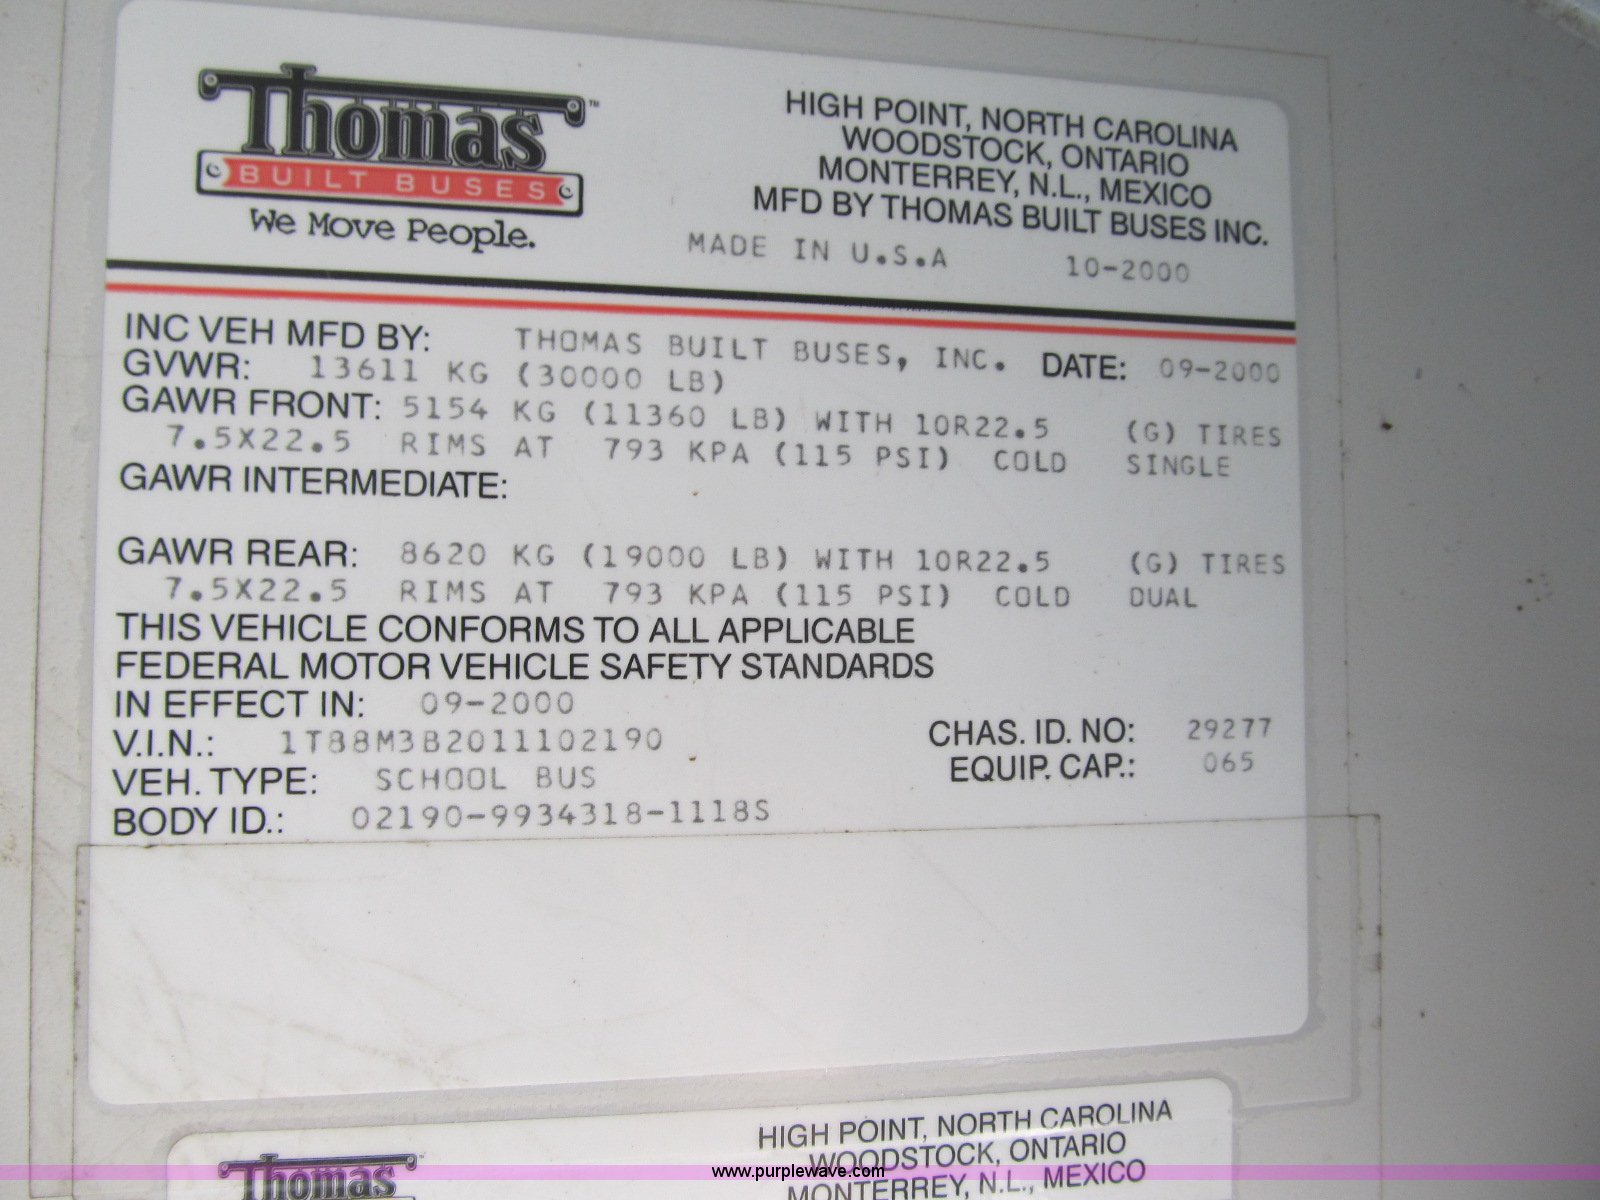 Thomas™
BUILT BUSES
We Move People.
HIGH POINT, NORTH CAROLINA
WOODSTOCK, ONTARIO
MONTERREY, N.L., MEXICO
MFD BY THOMAS BUILT BUSES INC.
MADE IN U.S.A 10-2000
INC VEH MFD BY: THOMAS BUILT BUSES, INC. DATE: 09-2000
GVWR: 13611 KG (30000 LB)
GAWR FRONT: 5154 KG (11360 LB) WITH 10R22.5 (G) TIRES
7.5X22.5 RIMS AT 793 KPA (115 PSI) COLD SINGLE
GAWR INTERMEDIATE:
GAWR REAR: 8620 KG (19000 LB) WITH 10R22.5 (G) TIRES
7.5X22.5 RIMS AT 793 KPA (115 PSI) COLD DUAL
THIS VEHICLE CONFORMS TO ALL APPLICABLE
FEDERAL MOTOR VEHICLE SAFETY STANDARDS
IN EFFECT IN: 09-2000
V.I.N.: 1T88M3B2011102190 CHAS. ID. NO: 29277
VEH. TYPE: SCHOOL BUS EQUIP. CAP.: 065
BODY ID.: 02190-9934318-1118S
Thomas
HIGH POINT, NORTH CAROLINA
WOODSTOCK, ONTARIO
MONTERREY, N.L., MEXICO
www.purplewave.com